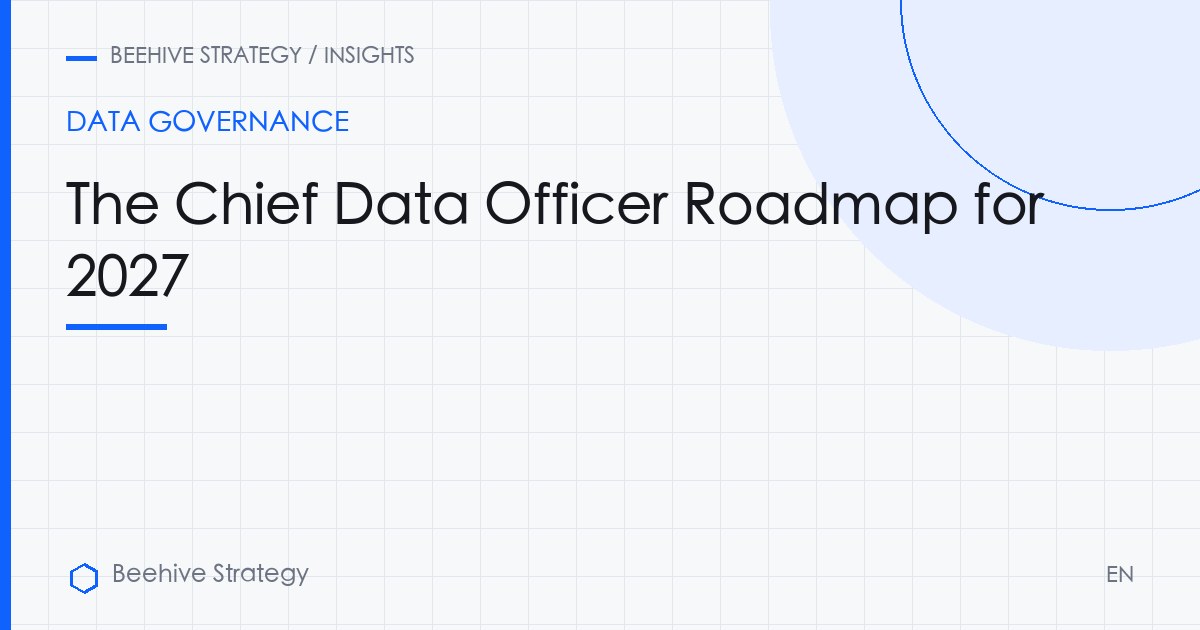 BEEHIVE STRATEGY / INSIGHTS
DATA GOVERNANCE
The Chief Data Officer Roadmap for
2027
Beehive Strategy
EN